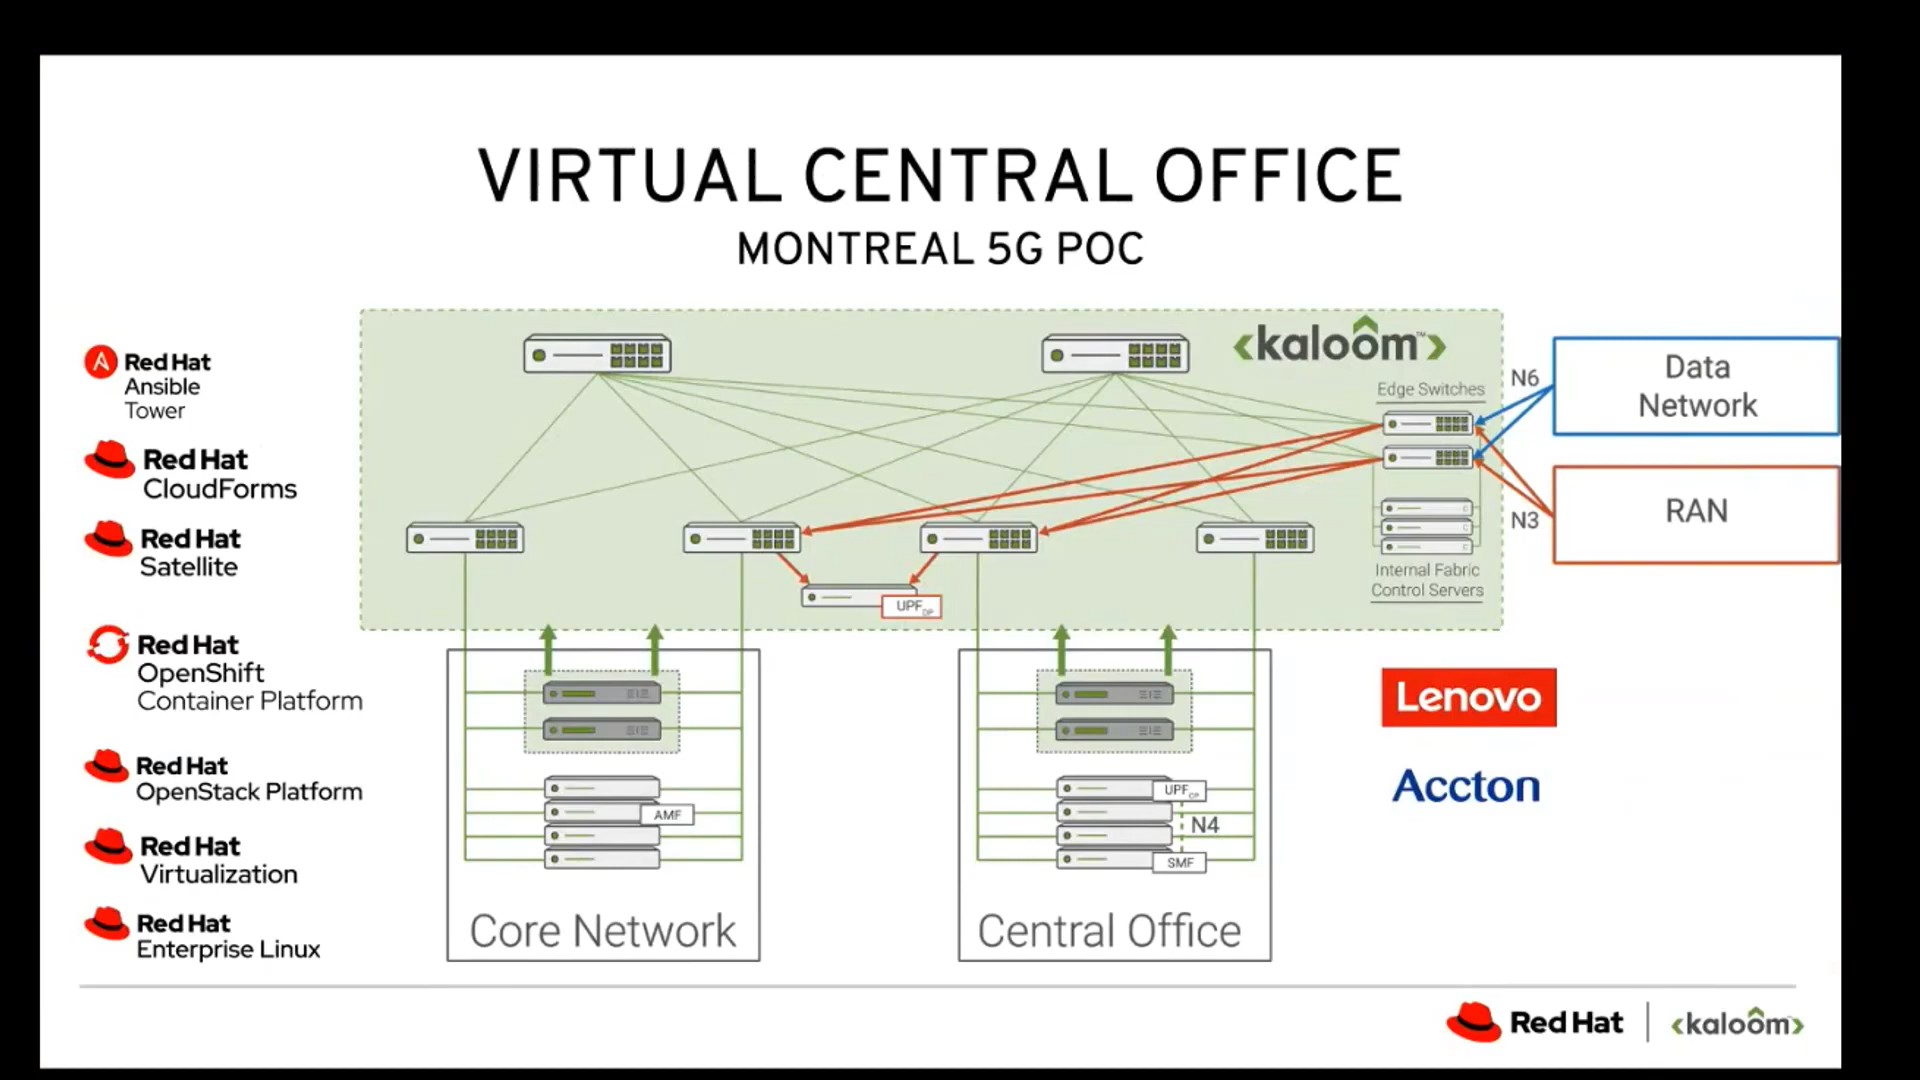 VIRTUAL CENTRAL OFFICE
MONTREAL 5G POC
Red Hat
Ansible
Tower
Red Hat
CloudForms
Red Hat
Satellite
Red Hat
OpenShift
Container Platform
Red Hat
OpenStack Platform
Red Hat
Virtualization
Red Hat
Enterprise Linux
kaloom™
Edge Switches
Internal Fabric
Control Servers
UPF DP
N6
Data
Network
N3
RAN
AMF
Core Network
UPF CP
N4
SMF
Central Office
Lenovo
Accton
Red Hat
kaloom